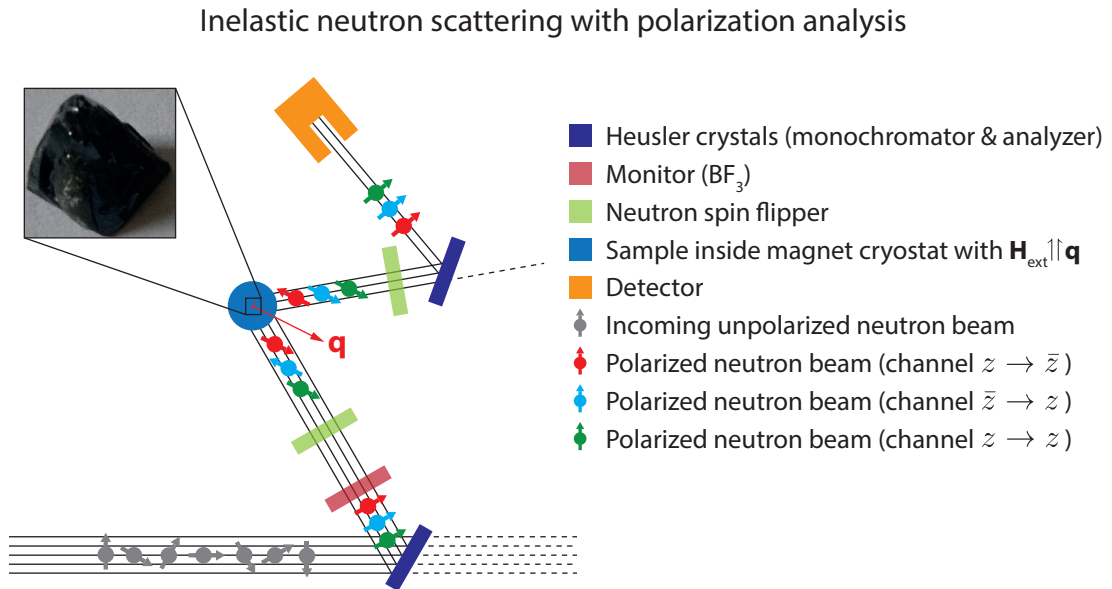 Inelastic neutron scattering with polarization analysis
Heusler crystals (monochromator & analyzer)
Monitor (BF₃)
Neutron spin flipper
Sample inside magnet cryostat with H_ext⥮q
Detector
Incoming unpolarized neutron beam
Polarized neutron beam (channel z → z̄ )
Polarized neutron beam (channel z̄ → z )
Polarized neutron beam (channel z → z )
q